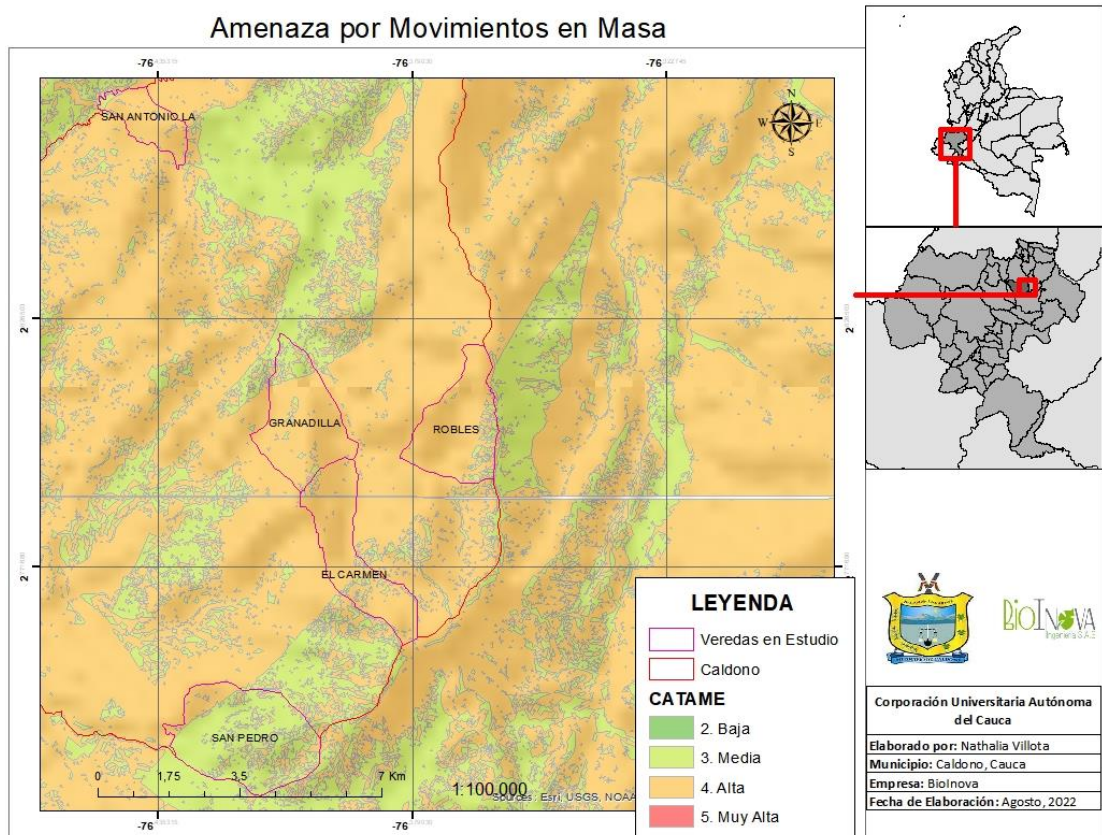 Amenaza por Movimientos en Masa
-76
-76
-76
N
W E
S
SAN ANTONIO LA
2
2
GRANADILLA
ROBLES
EL CARMEN
2
2
SAN PEDRO
0 1,75 3,5 7 Km
1:100.000
Sources: Esri, USGS, NOAA
-76
-76
LEYENDA
Veredas en Estudio
Caldono
CATAME
2. Baja
3. Media
4. Alta
5. Muy Alta
BioInova
Ingeniería S.A.S
Corporación Universitaria Autónoma
del Cauca
Elaborado por: Nathalia Villota
Municipio: Caldono, Cauca
Empresa: BioInova
Fecha de Elaboración: Agosto, 2022